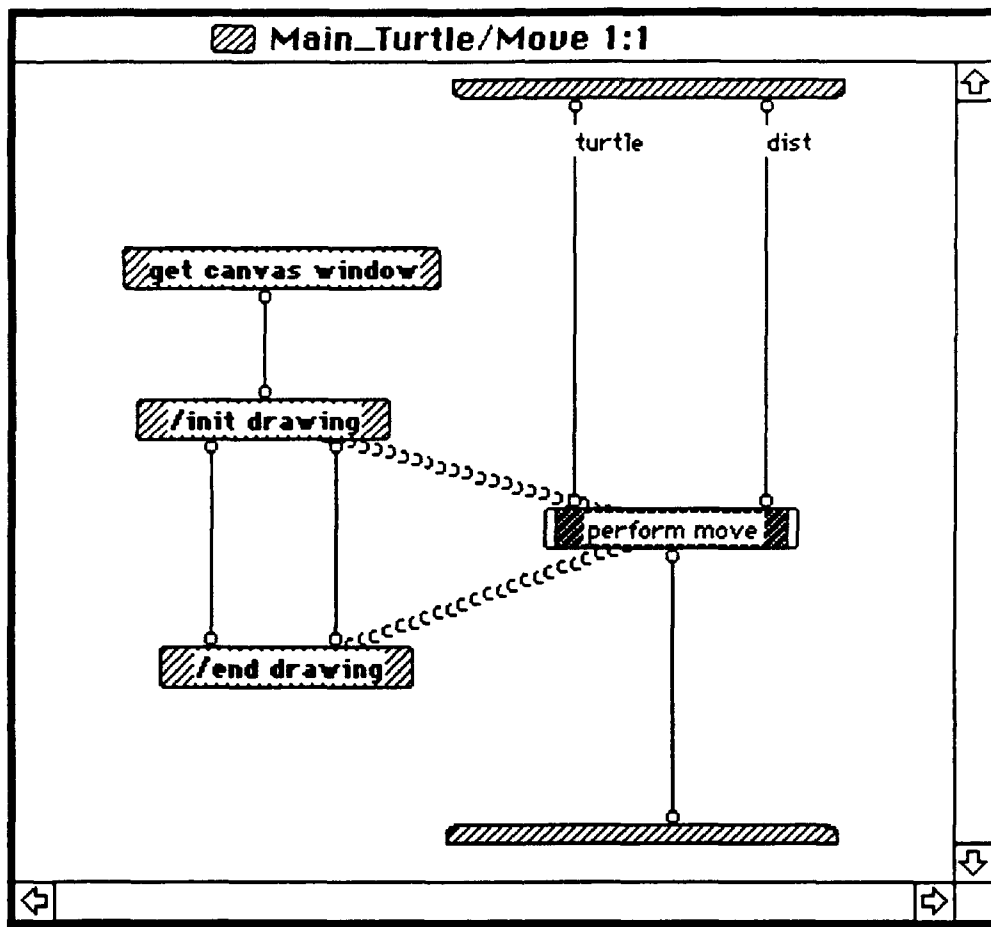 Main_Turtle/Move 1:1
turtle
dist
get canvas window
/init drawing
perform move
/end drawing